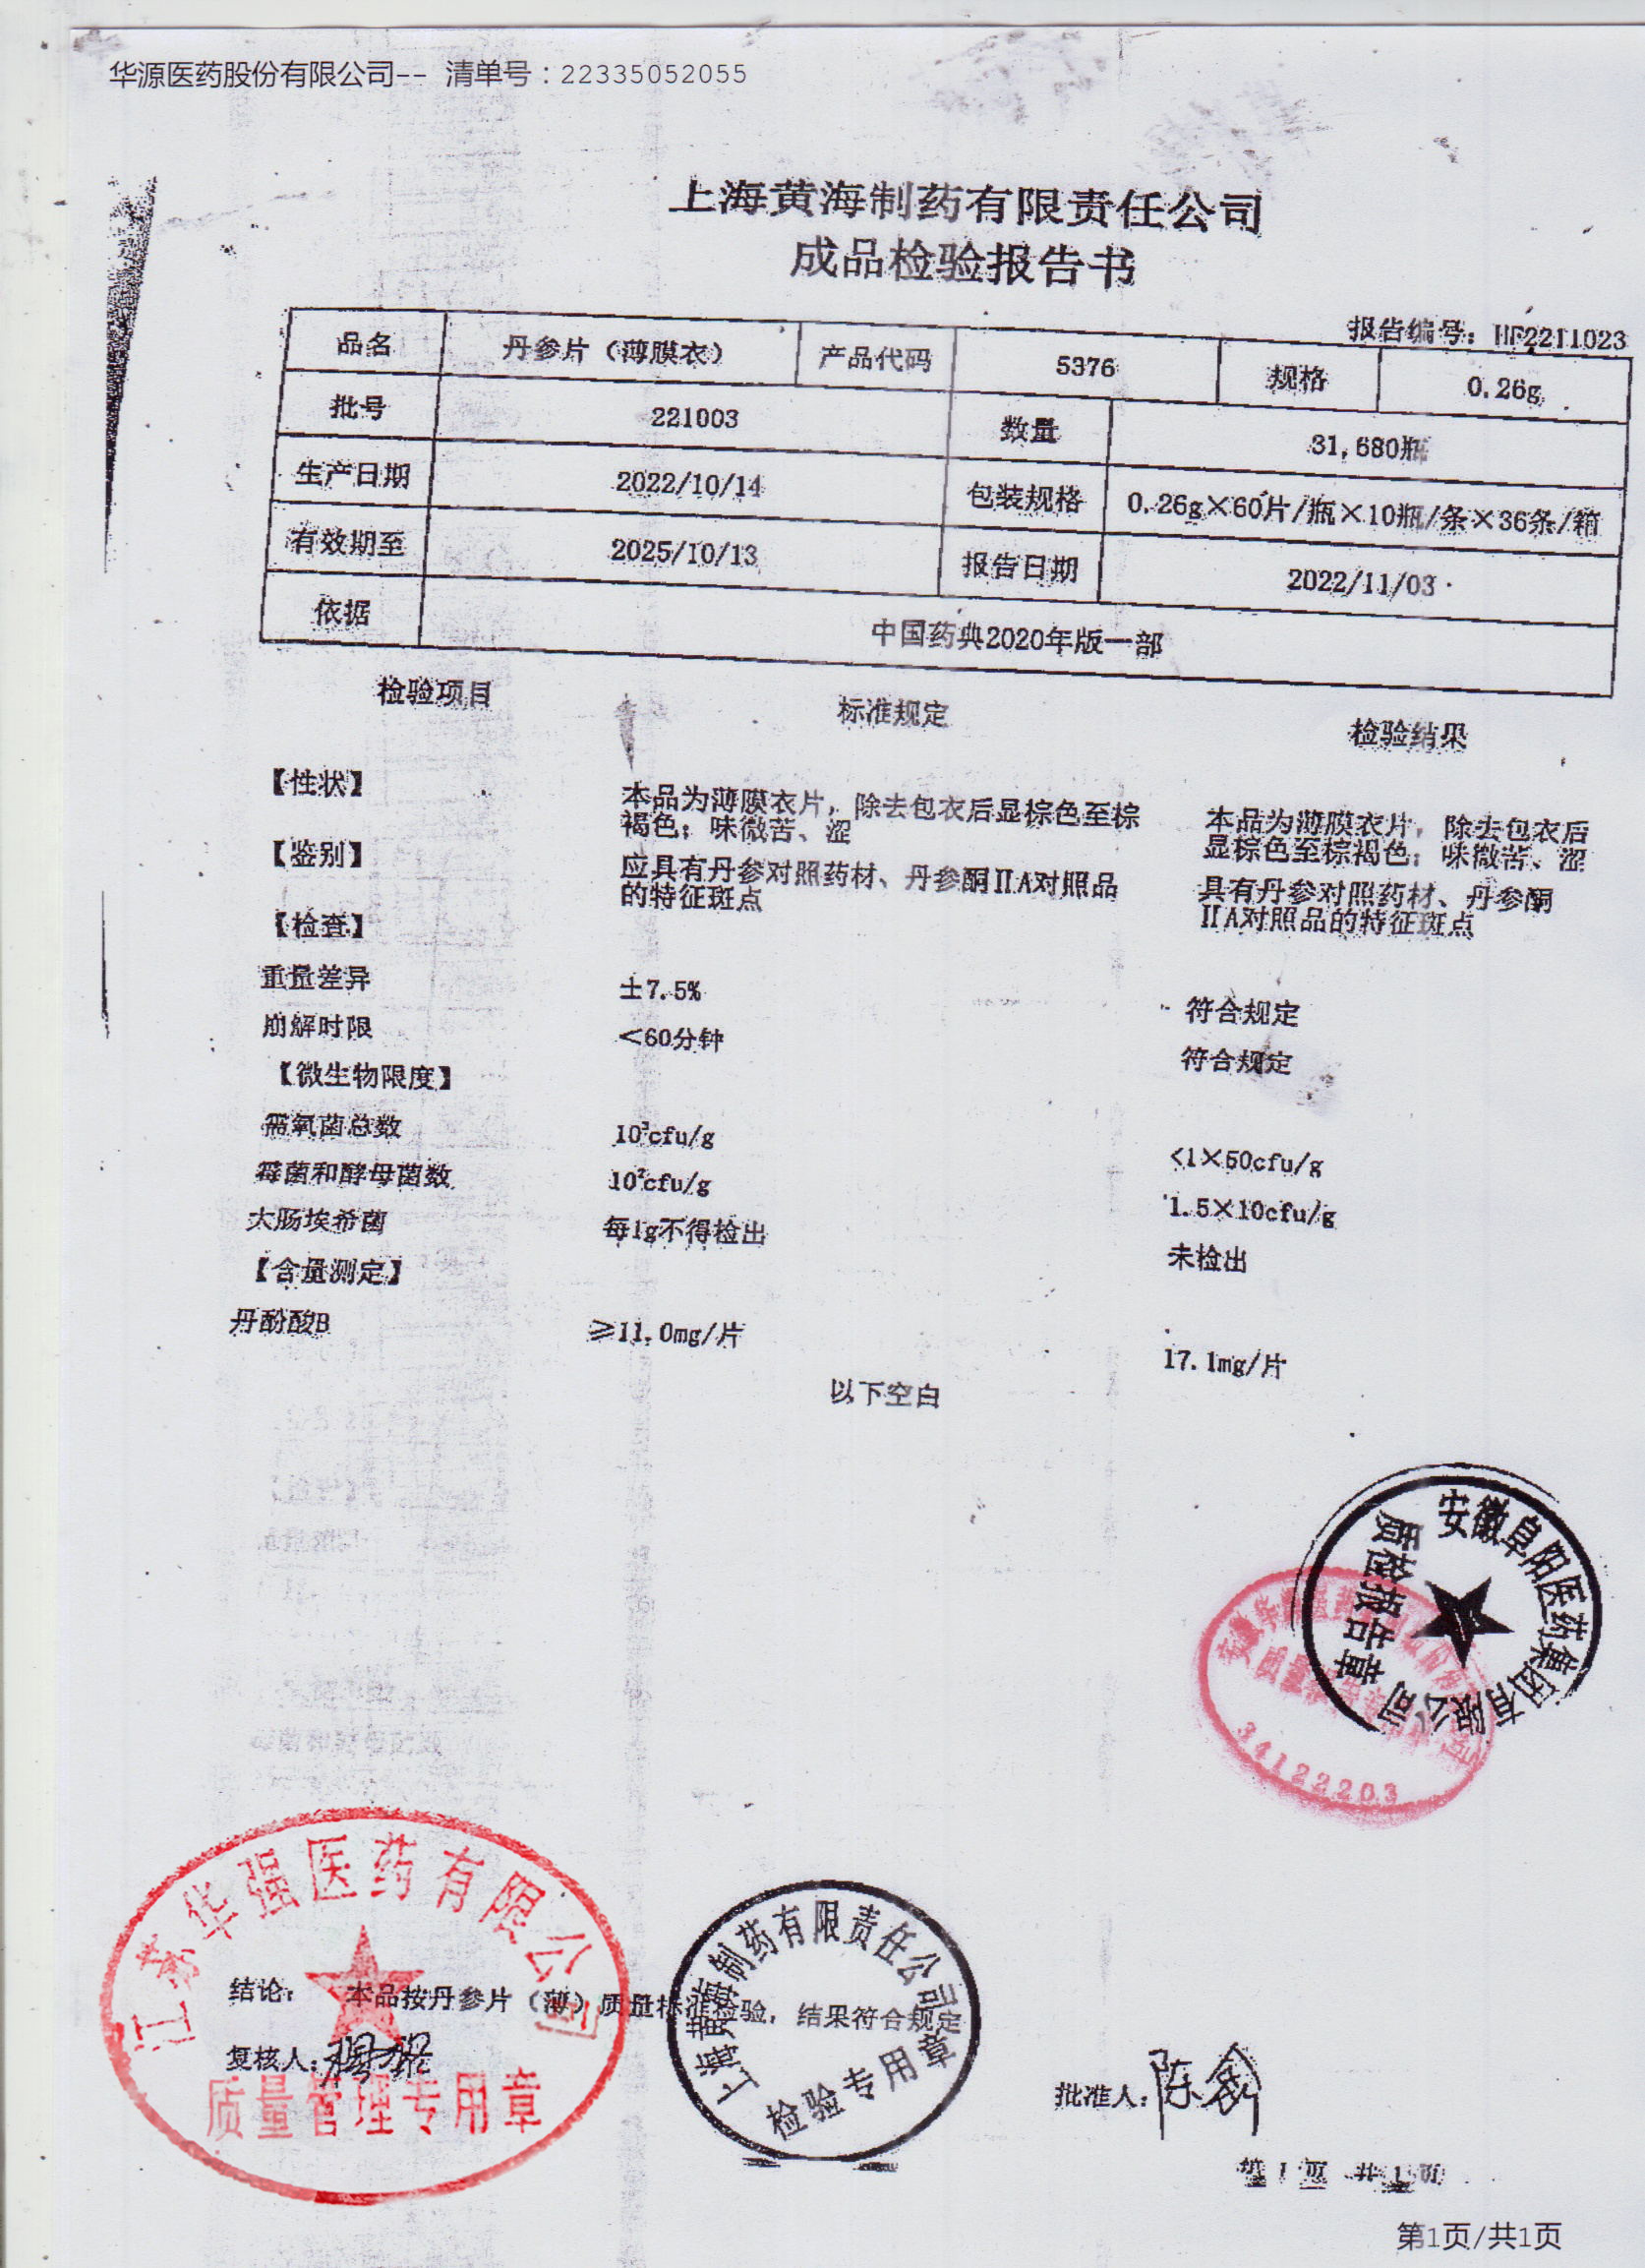 华源医药股份有限公司-- 清单号：22335052055
上海黄海制药有限责任公司
成品检验报告书
报告编号：HF2211023
品名 丹参片（薄膜衣） 产品代码 5376 规格 0.26g
批号 221003 数量 31,680瓶
生产日期 2022/10/14 包装规格 0.26g×60片/瓶×10瓶/条×36条/箱
有效期至 2025/10/13 报告日期 2022/11/03
依据 中国药典2020年版一部
检验项目 标准规定 检验结果
【性状】 本品为薄膜衣片，除去包衣后显棕色至棕 本品为薄膜衣片，除去包衣后
褐色；味微苦、涩 显棕色至棕褐色；味微苦、涩
【鉴别】 应具有丹参对照药材、丹参酮ⅡA对照品 具有丹参对照药材、丹参酮
的特征斑点 ⅡA对照品的特征斑点
【检查】
重量差异 ±7.5% 符合规定
崩解时限 <60分钟 符合规定
【微生物限度】
需氧菌总数 10³cfu/g <1×50cfu/g
霉菌和酵母菌数 10²cfu/g 1.5×10cfu/g
大肠埃希菌 每1g不得检出 未检出
【含量测定】
丹酚酸B ≥11.0mg/片 17.1mg/片
以下空白
安徽阜阳医药集团有限公司
质检报告章
34122203
江苏华强医药有限公司
质量管理专用章
上海黄海制药有限责任公司
检验专用章
结论： 本品按丹参片（薄）质量标准检验，结果符合规定
复核人：
批准人：陈鑫
第1页 共1页
第1页/共1页